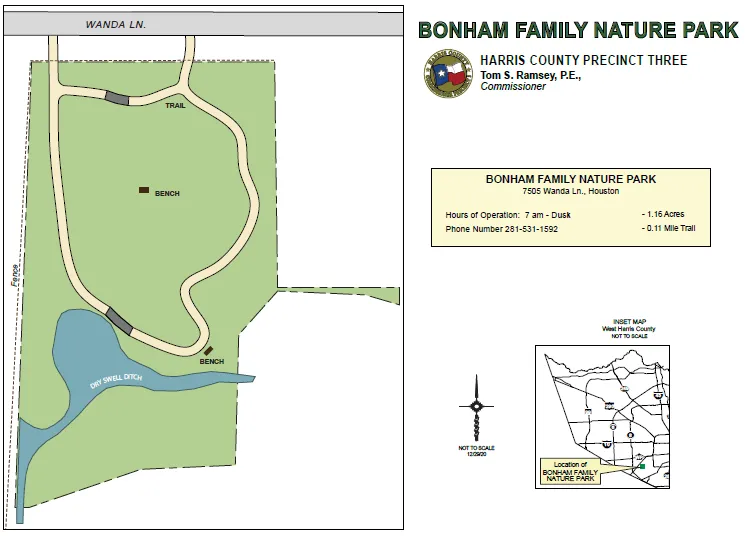 WANDA LN.
TRAIL
BENCH
Fence
BENCH
DRY SWELL DITCH
BONHAM FAMILY NATURE PARK
HARRIS COUNTY PRECINCT THREE
Tom S. Ramsey, P.E.,
Commissioner
BONHAM FAMILY NATURE PARK
7505 Wanda Ln., Houston
Hours of Operation: 7 am - Dusk - 1.16 Acres
Phone Number 281-531-1592 - 0.11 Mile Trail
INSET MAP
West Harris County
NOT TO SCALE
NOT TO SCALE
12/29/20
Location of
BONHAM FAMILY
NATURE PARK